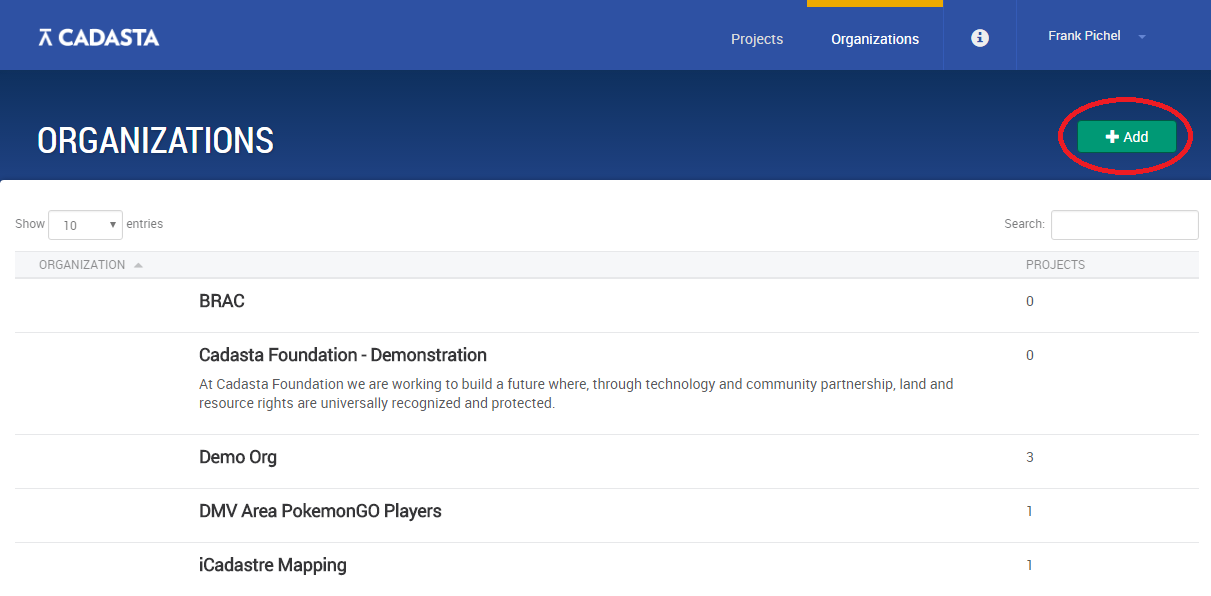 CADASTA
Projects
Organizations
Frank Pichel
ORGANIZATIONS
Add
Show 10 entries
Search:
ORGANIZATION
PROJECTS
BRAC
0
Cadasta Foundation - Demonstration
0
At Cadasta Foundation we are working to build a future where, through technology and community partnership, land and
resource rights are universally recognized and protected.
Demo Org
3
DMV Area PokemonGO Players
1
iCadastre Mapping
1